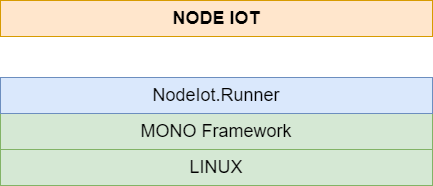 NODE IOT
NodeIot.Runner
MONO Framework
LINUX